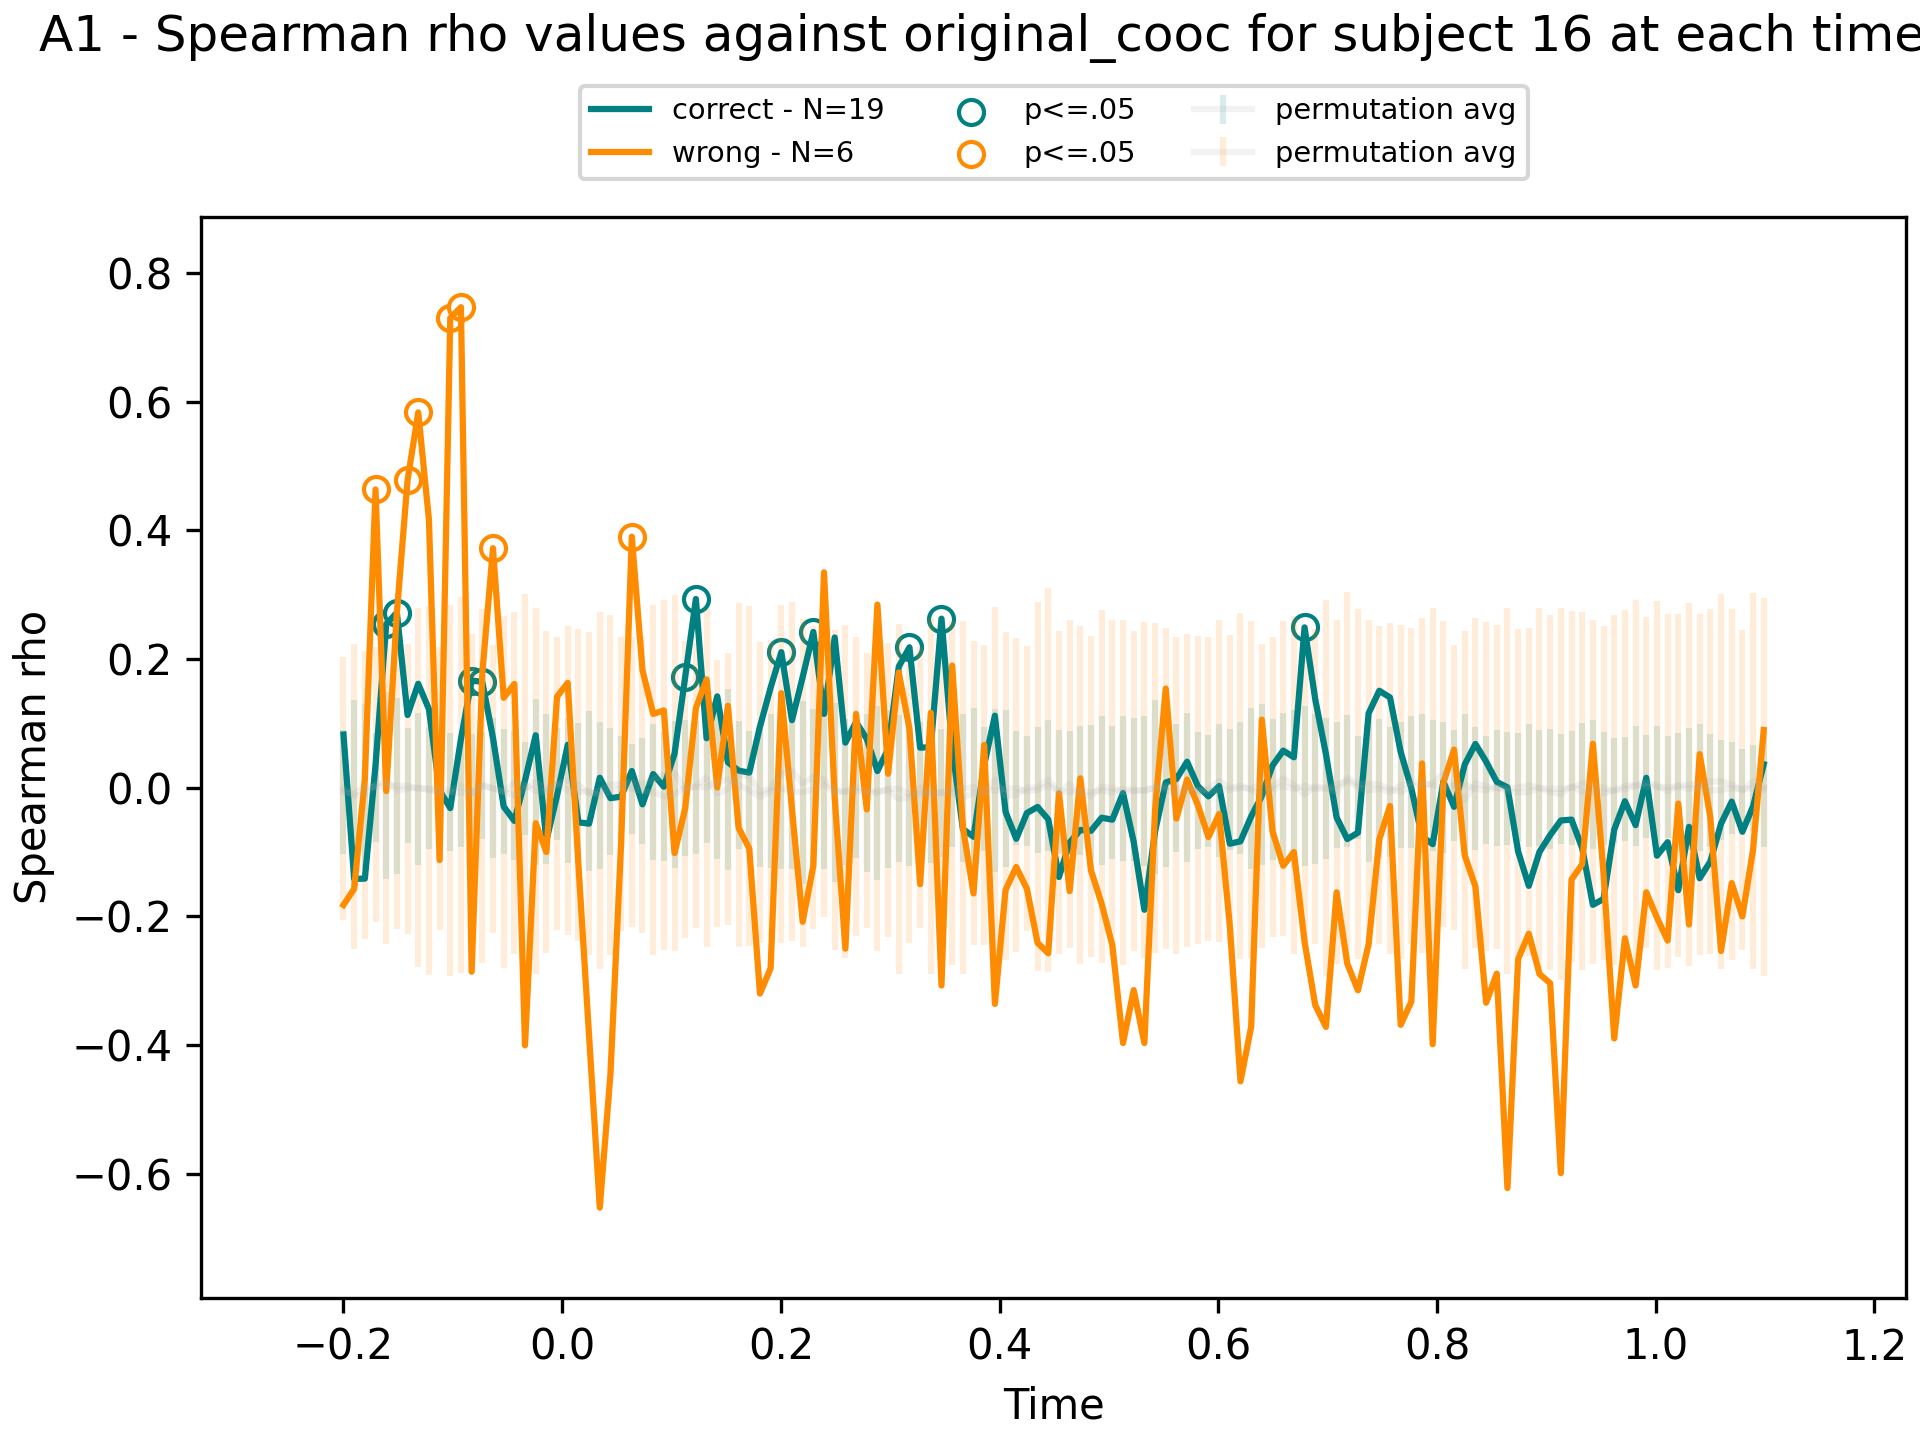 A1 - Spearman rho values against original_cooc for subject 16 at each time
correct - N=19 p<=.05 permutation avg
wrong - N=6 p<=.05 permutation avg
0.8
0.6
0.4
0.2
0.0
−0.2
−0.4
−0.6
Spearman rho
−0.2 0.0 0.2 0.4 0.6 0.8 1.0 1.2
Time